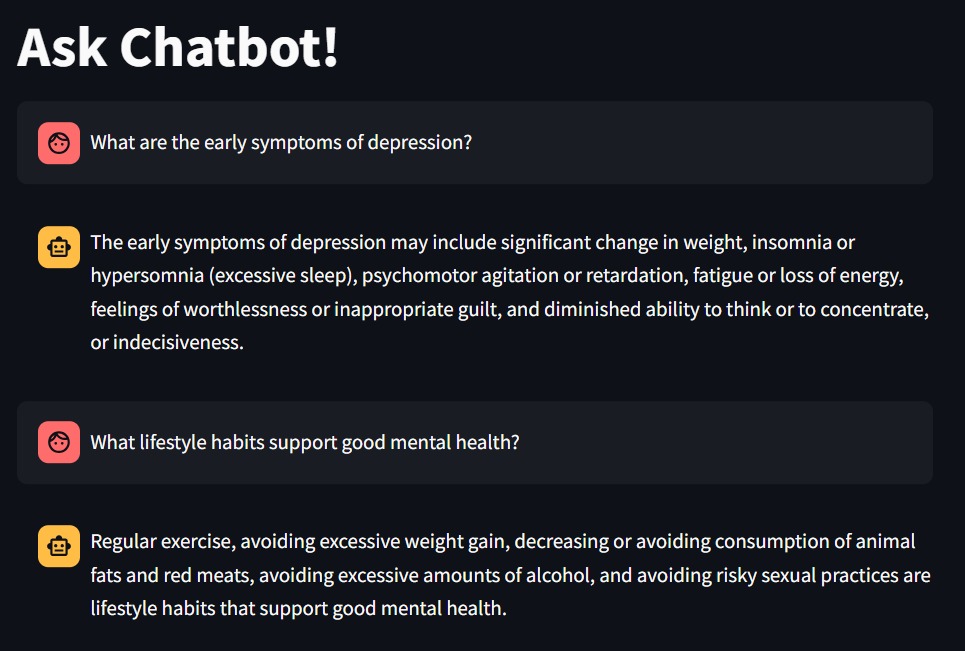 Ask Chatbot!
What are the early symptoms of depression?
The early symptoms of depression may include significant change in weight, insomnia or
hypersomnia (excessive sleep), psychomotor agitation or retardation, fatigue or loss of energy,
feelings of worthlessness or inappropriate guilt, and diminished ability to think or to concentrate,
or indecisiveness.
What lifestyle habits support good mental health?
Regular exercise, avoiding excessive weight gain, decreasing or avoiding consumption of animal
fats and red meats, avoiding excessive amounts of alcohol, and avoiding risky sexual practices are
lifestyle habits that support good mental health.